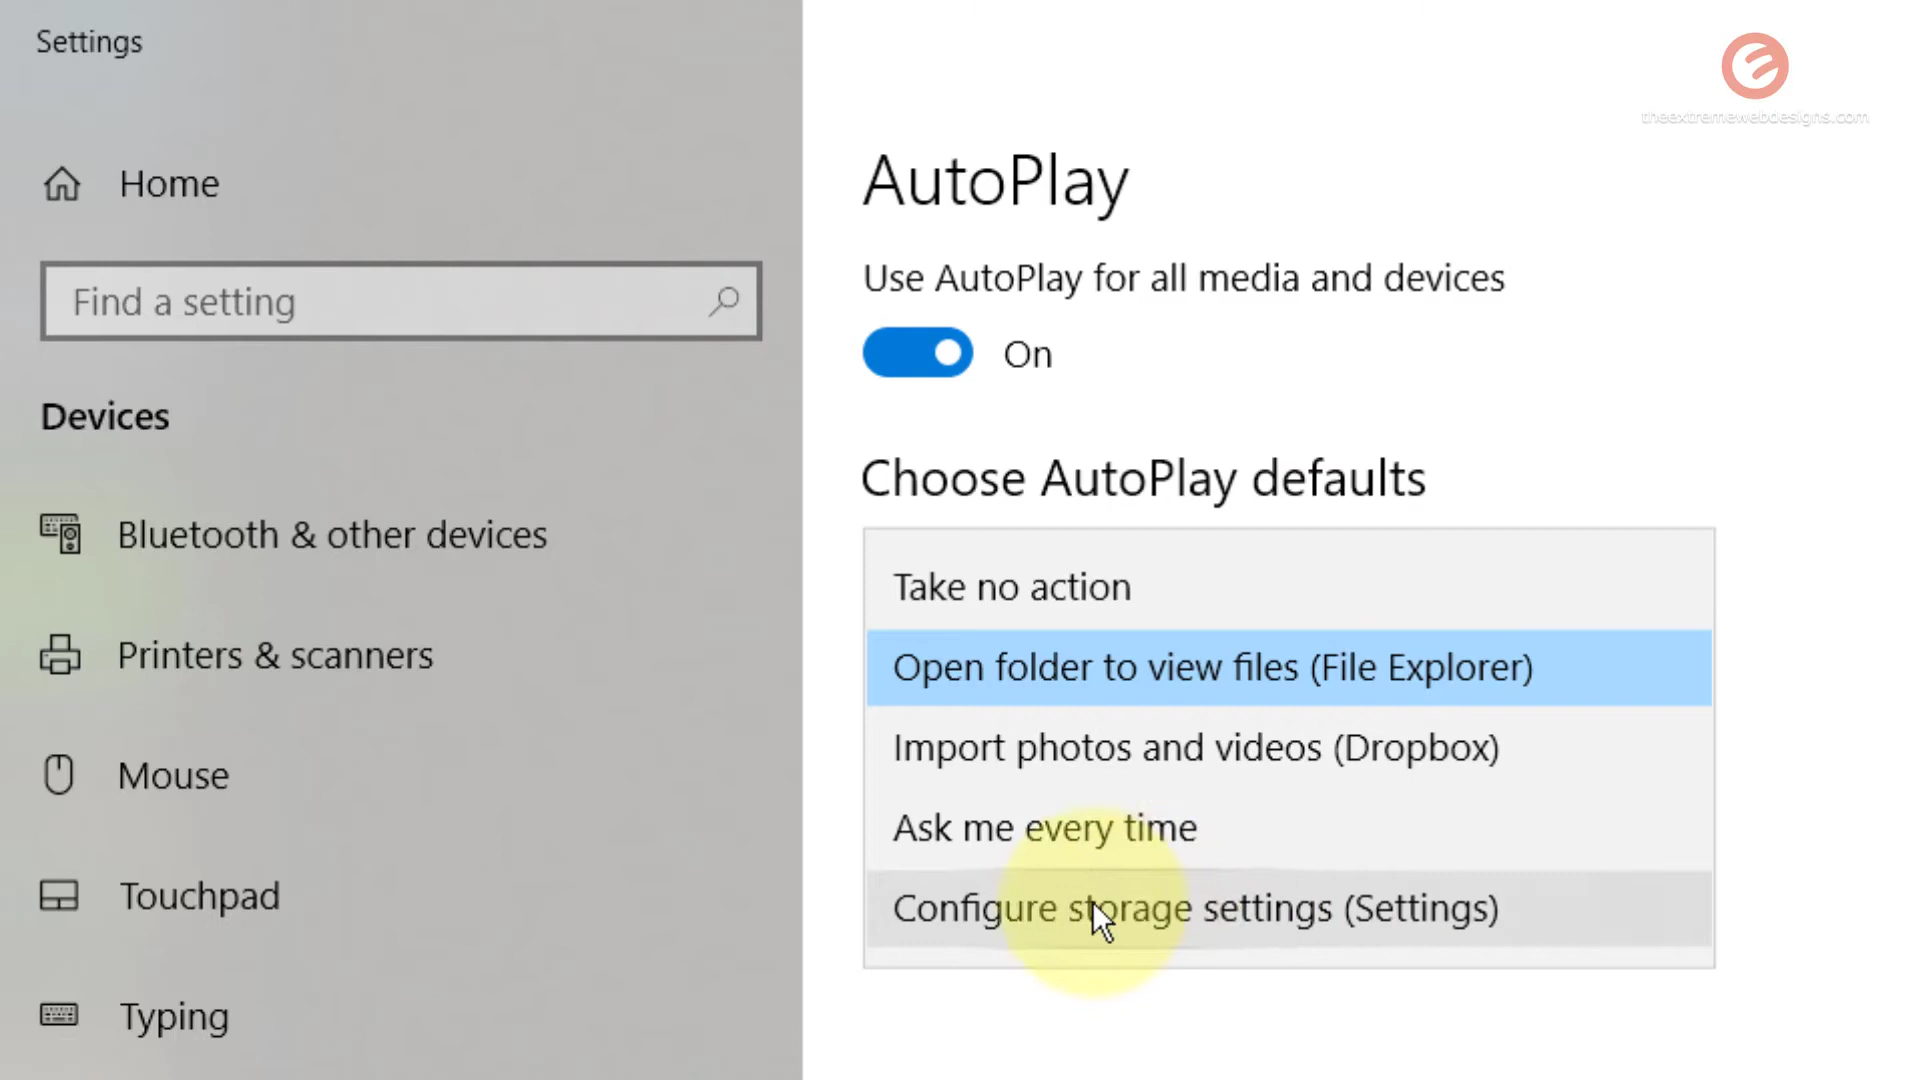 Settings
Home
Find a setting
Devices
Bluetooth & other devices
Printers & scanners
Mouse
Touchpad
Typing
theextremewebdesigns.com
AutoPlay
Use AutoPlay for all media and devices
On
Choose AutoPlay defaults
Take no action
Open folder to view files (File Explorer)
Import photos and videos (Dropbox)
Ask me every time
Configure storage settings (Settings)